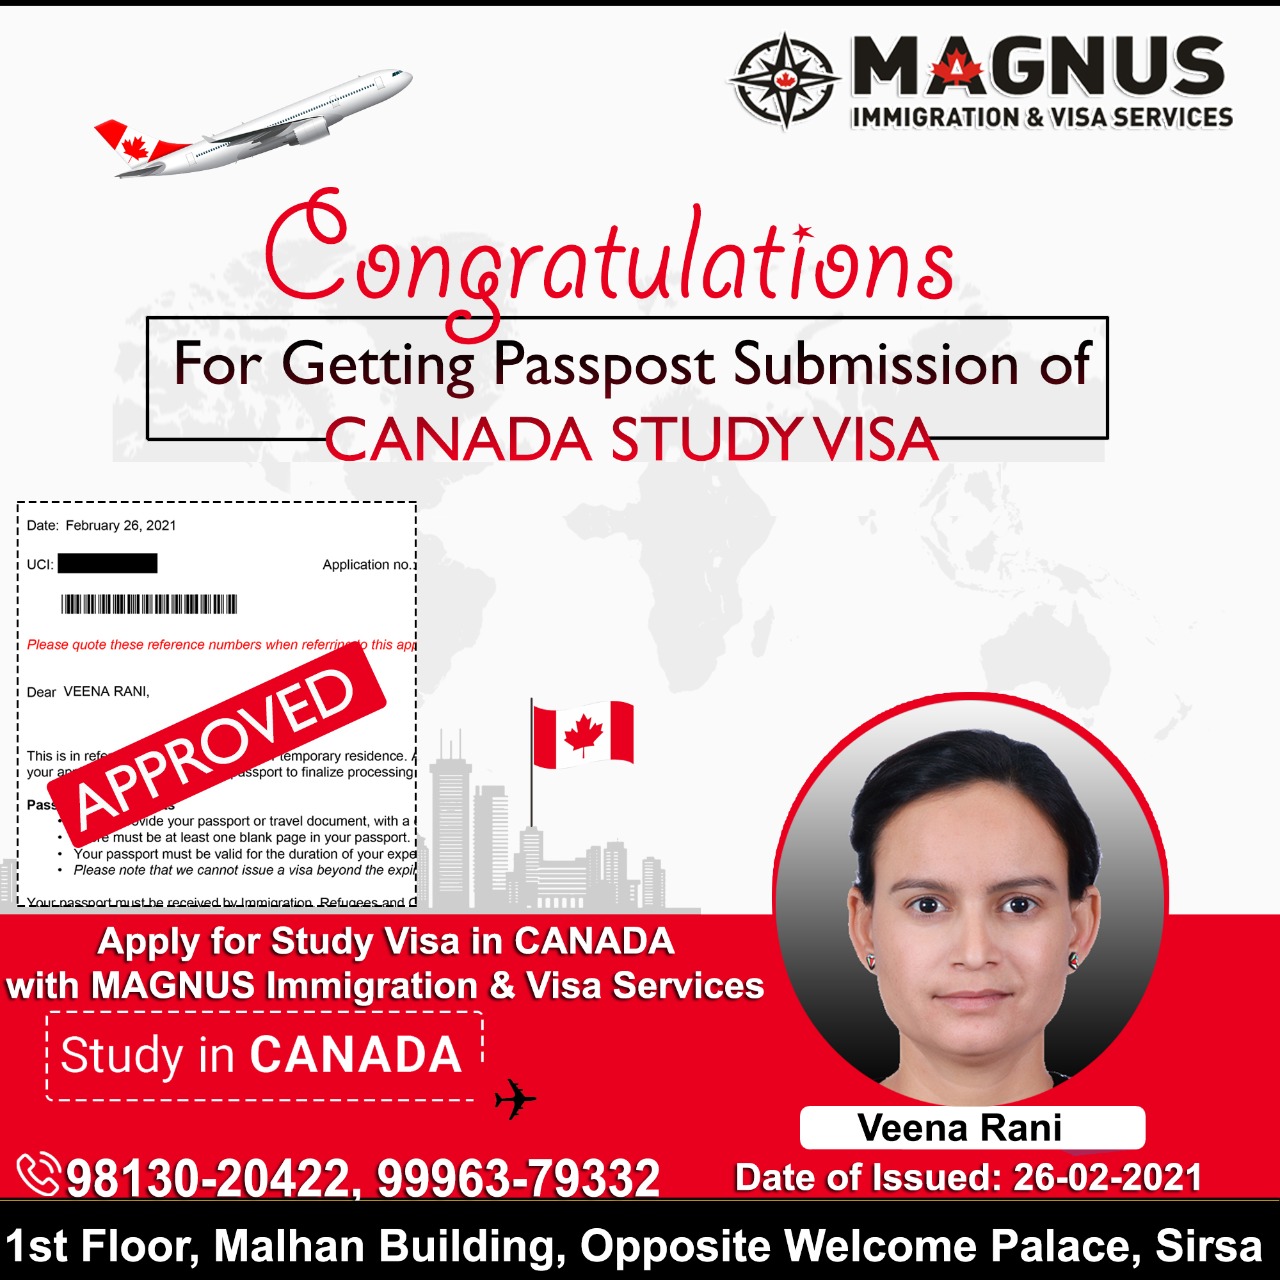 MAGNUS
IMMIGRATION & VISA SERVICES
Congratulations
For Getting Passpost Submission of
CANADA STUDY VISA
Date: February 26, 2021
UCI: Application no.:
Please quote these reference numbers when referring to this app
Dear VEENA RANI,
APPROVED
This is in refe temporary residence. A
your ap assport to finalize processing
Pass s
ovide your passport or travel document, with a
re must be at least one blank page in your passport.
• Your passport must be valid for the duration of your expe
• Please note that we cannot issue a visa beyond the expi
Your passport must be received by Immigration, Refugees and C
Apply for Study Visa in CANADA
with MAGNUS Immigration & Visa Services
Study in CANADA
Veena Rani
98130-20422, 99963-79332
Date of Issued: 26-02-2021
1st Floor, Malhan Building, Opposite Welcome Palace, Sirsa